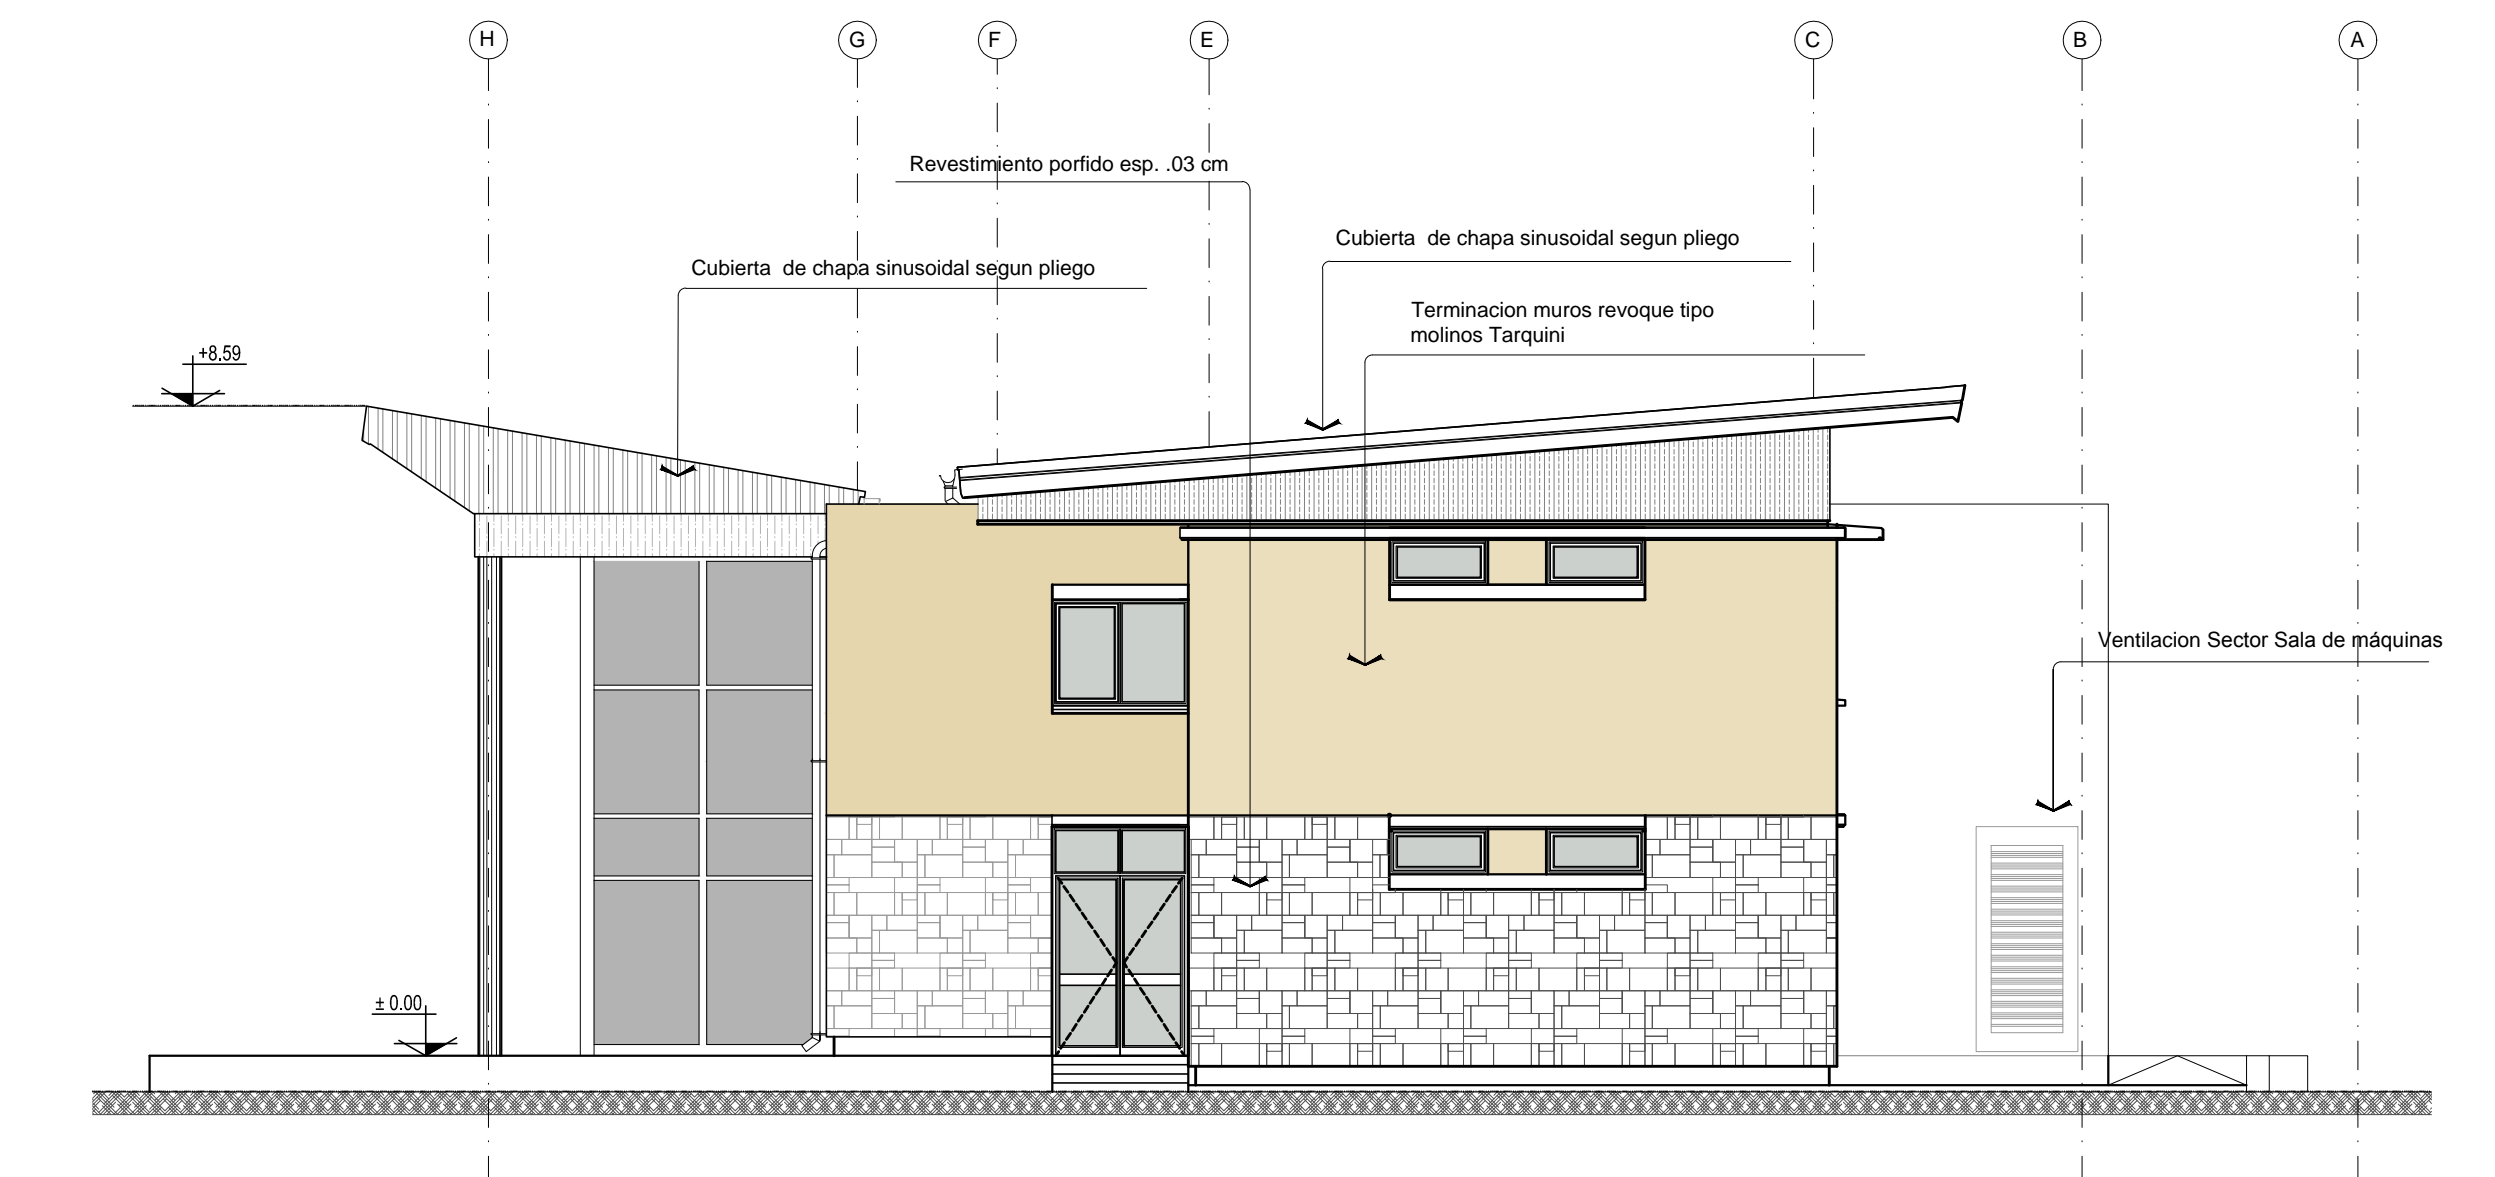 H
G
F
E
C
B
A
Revestimiento porfido esp. .03 cm
Cubierta  de chapa sinusoidal segun pliego
Cubierta  de chapa sinusoidal segun pliego
Terminacion muros revoque tipo
molinos Tarquini
+8.59
Ventilacion Sector Sala de máquinas
± 0.00